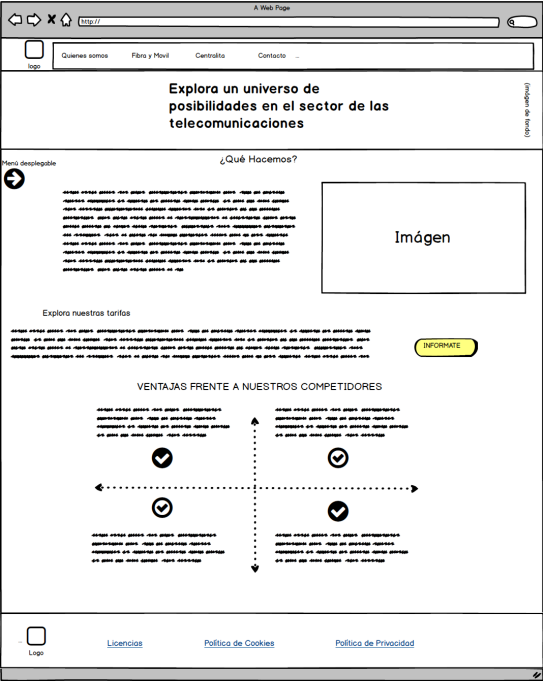 A Web Page
http://
logo
Quienes somos Fibra y Movil Centralita Contacto ...
Explora un universo de
posibilidades en el sector de las
telecomunicaciones
(imágen de fondo)
¿Qué Hacemos?
Menú desplegable
Imágen
Explora nuestras tarifas
INFORMATE
VENTAJAS FRENTE A NUESTROS COMPETIDORES
Logo
Licencias Política de Cookies Política de Privacidad